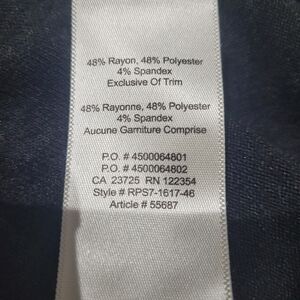 48% Rayon, 48% Polyester
4% Spandex
Exclusive Of Trim
48% Rayonne, 48% Polyester
4% Spandex
Aucune Garniture Comprise
P.O. # 4500064801
P.O. # 4500064802
CA 23725 RN 122354
Style # RPS7-1617-46
Article # 55687